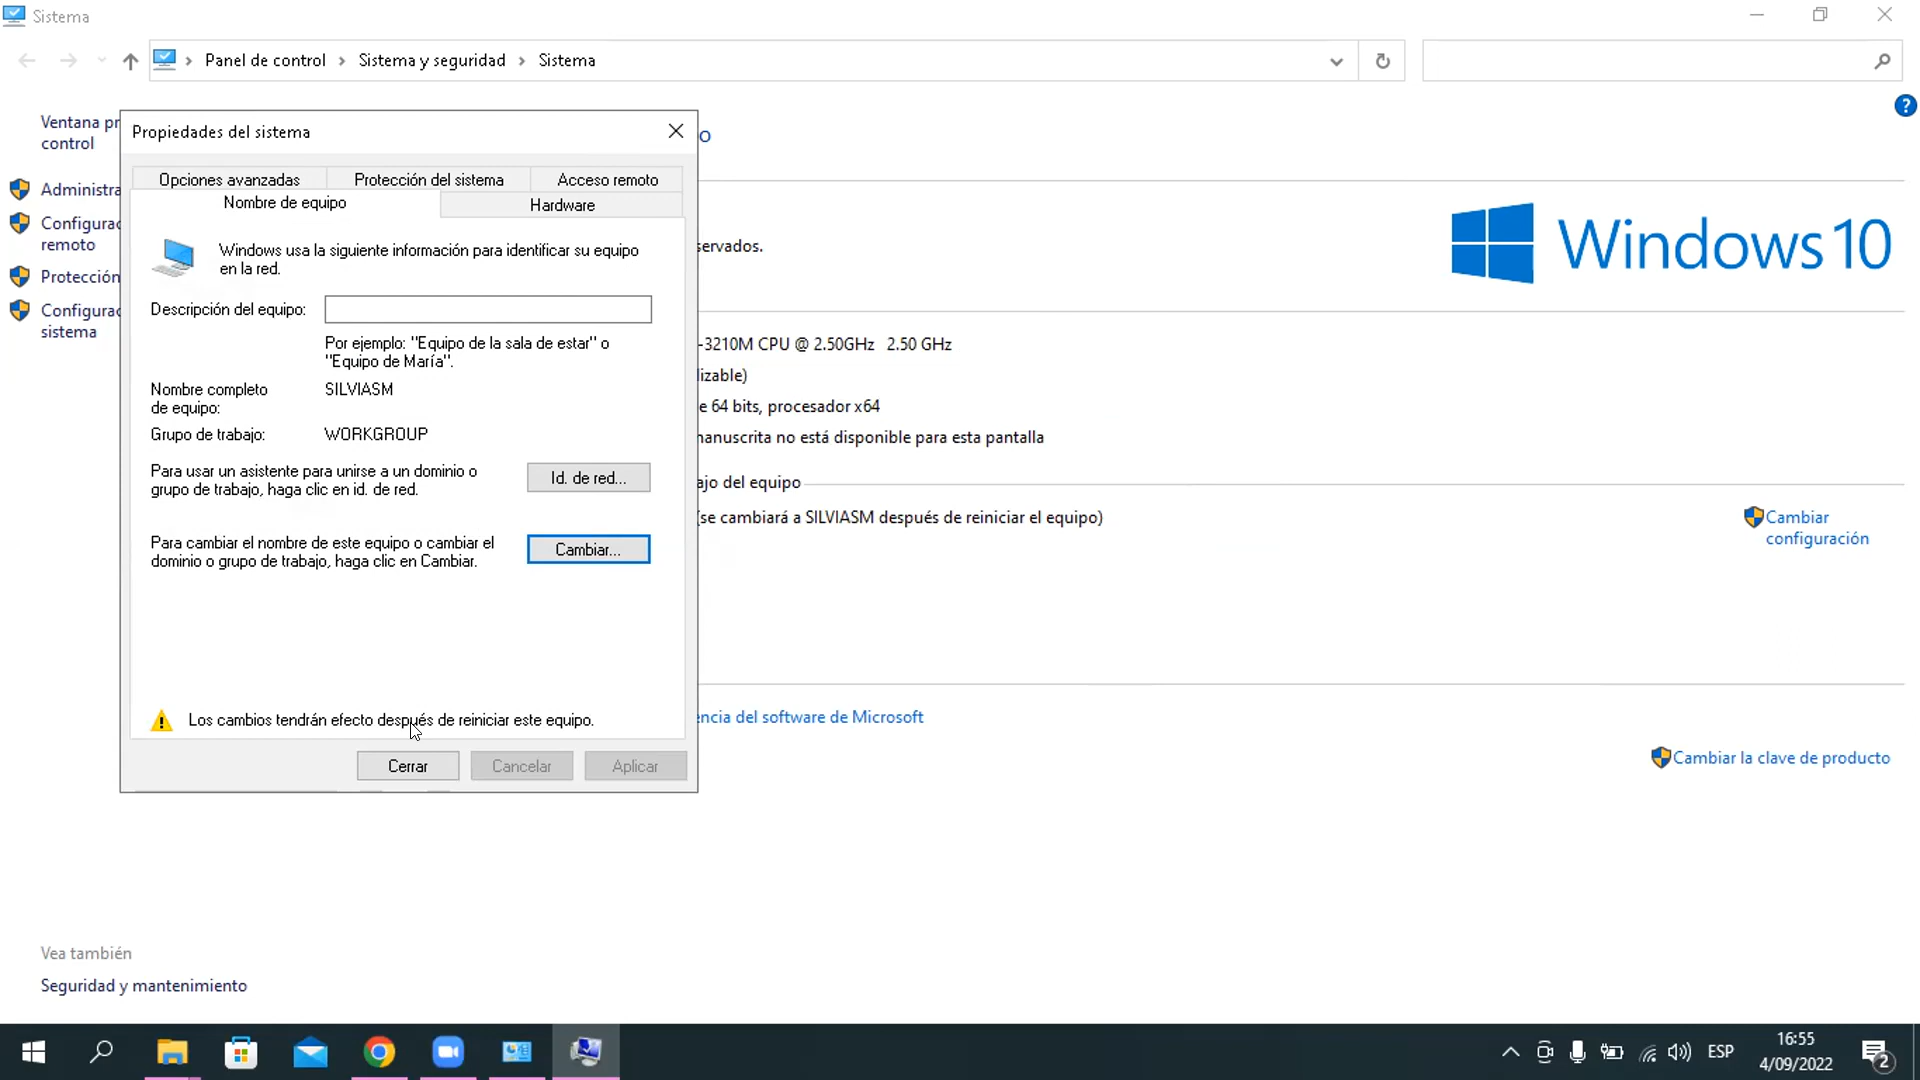 Sistema
Panel de control > Sistema y seguridad > Sistema
Ventana pr
control
Administra
Configurac
remoto
Protección
Configurac
sistema
Propiedades del sistema
Opciones avanzadas Protección del sistema Acceso remoto
Nombre de equipo Hardware
Windows usa la siguiente información para identificar su equipo
en la red.
Descripción del equipo:
Por ejemplo: "Equipo de la sala de estar" o
"Equipo de María".
Nombre completo
de equipo:
SILVIASM
Grupo de trabajo: WORKGROUP
Para usar un asistente para unirse a un dominio o
grupo de trabajo, haga clic en id. de red.
Id. de red...
Para cambiar el nombre de este equipo o cambiar el
dominio o grupo de trabajo, haga clic en Cambiar.
Cambiar...
Los cambios tendrán efecto después de reiniciar este equipo.
Cerrar Cancelar Aplicar
o
servados.
Windows 10
-3210M CPU @ 2.50GHz 2.50 GHz
lizable)
e 64 bits, procesador x64
manuscrita no está disponible para esta pantalla
ajo del equipo
(se cambiará a SILVIASM después de reiniciar el equipo)
Cambiar
configuración
encia del software de Microsoft
Cambiar la clave de producto
Vea también
Seguridad y mantenimiento
ESP
16:55
4/09/2022
2